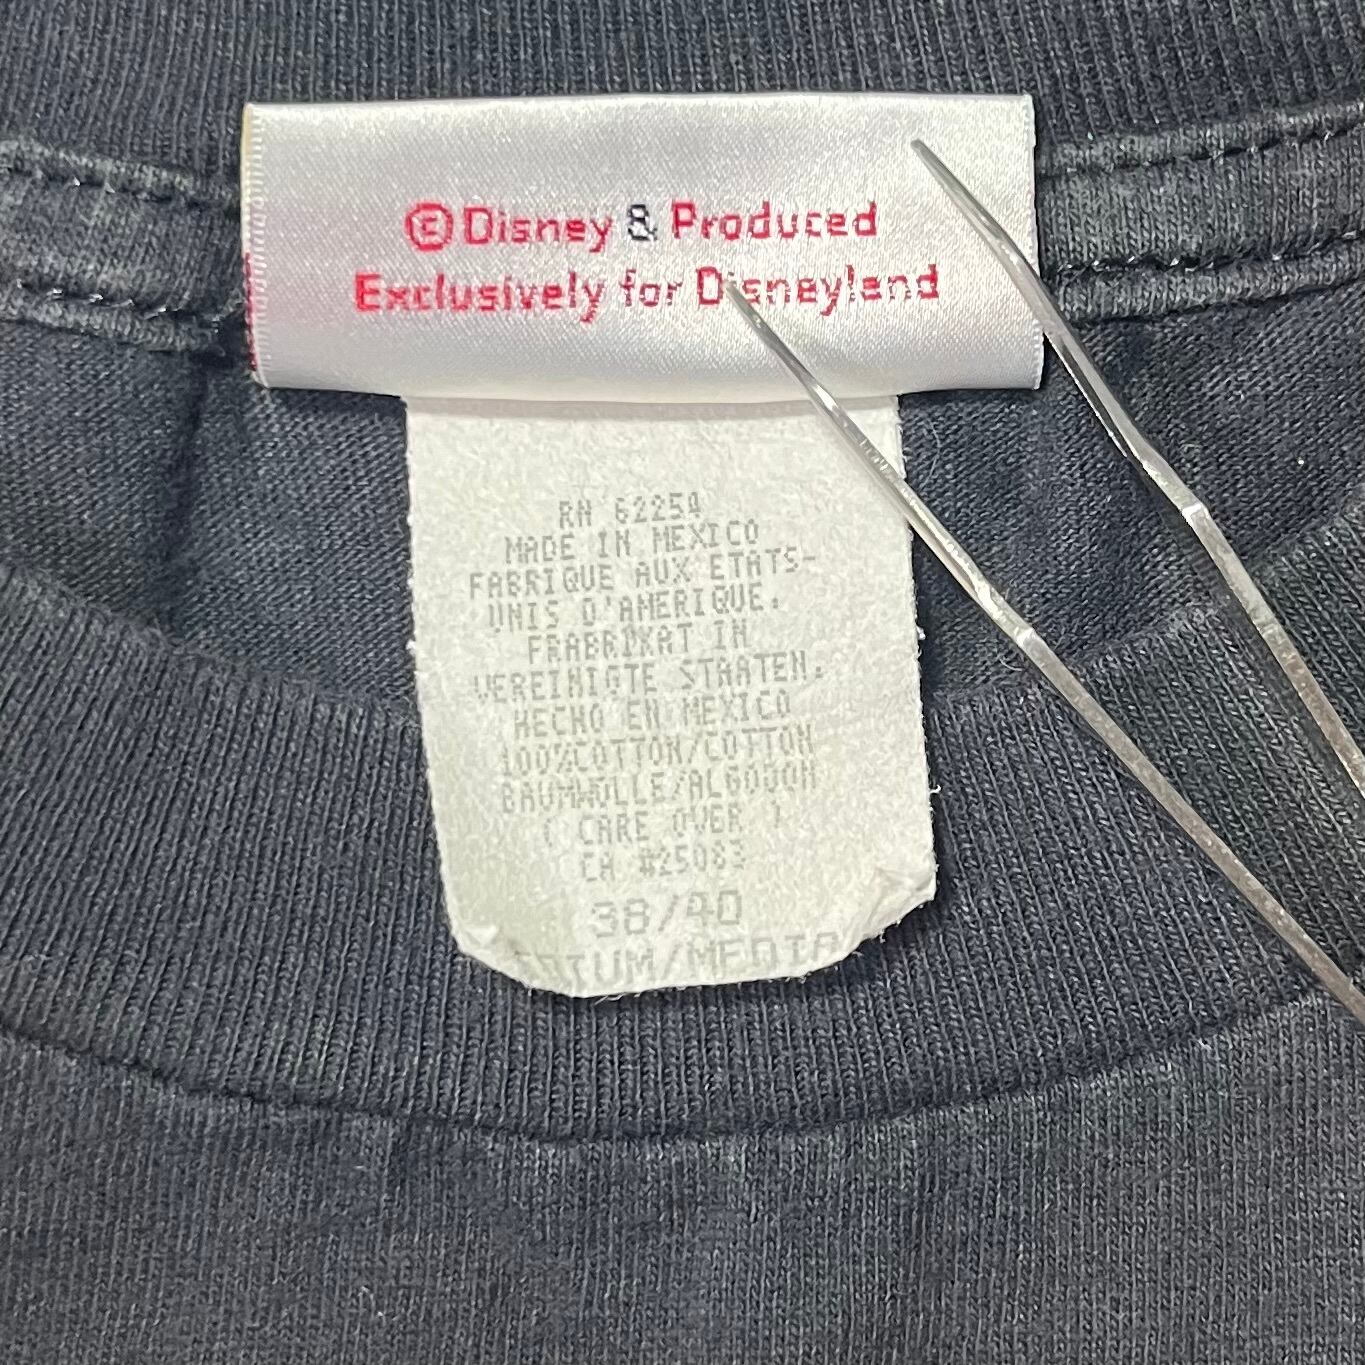 ©Disney & Produced
Exclusively for Disneyland
RN 62254
MADE IN MEXICO
FABRIQUE AUX ETATS-
UNIS D'AMERIQUE.
FRABRIXAT IN
VEREINIGTE STAATEN.
HECHO EN MEXICO
100%COTTON/COTTON
BAUMWOLLE/ALGODON
( CARE OVER )
CA #25083
38/40